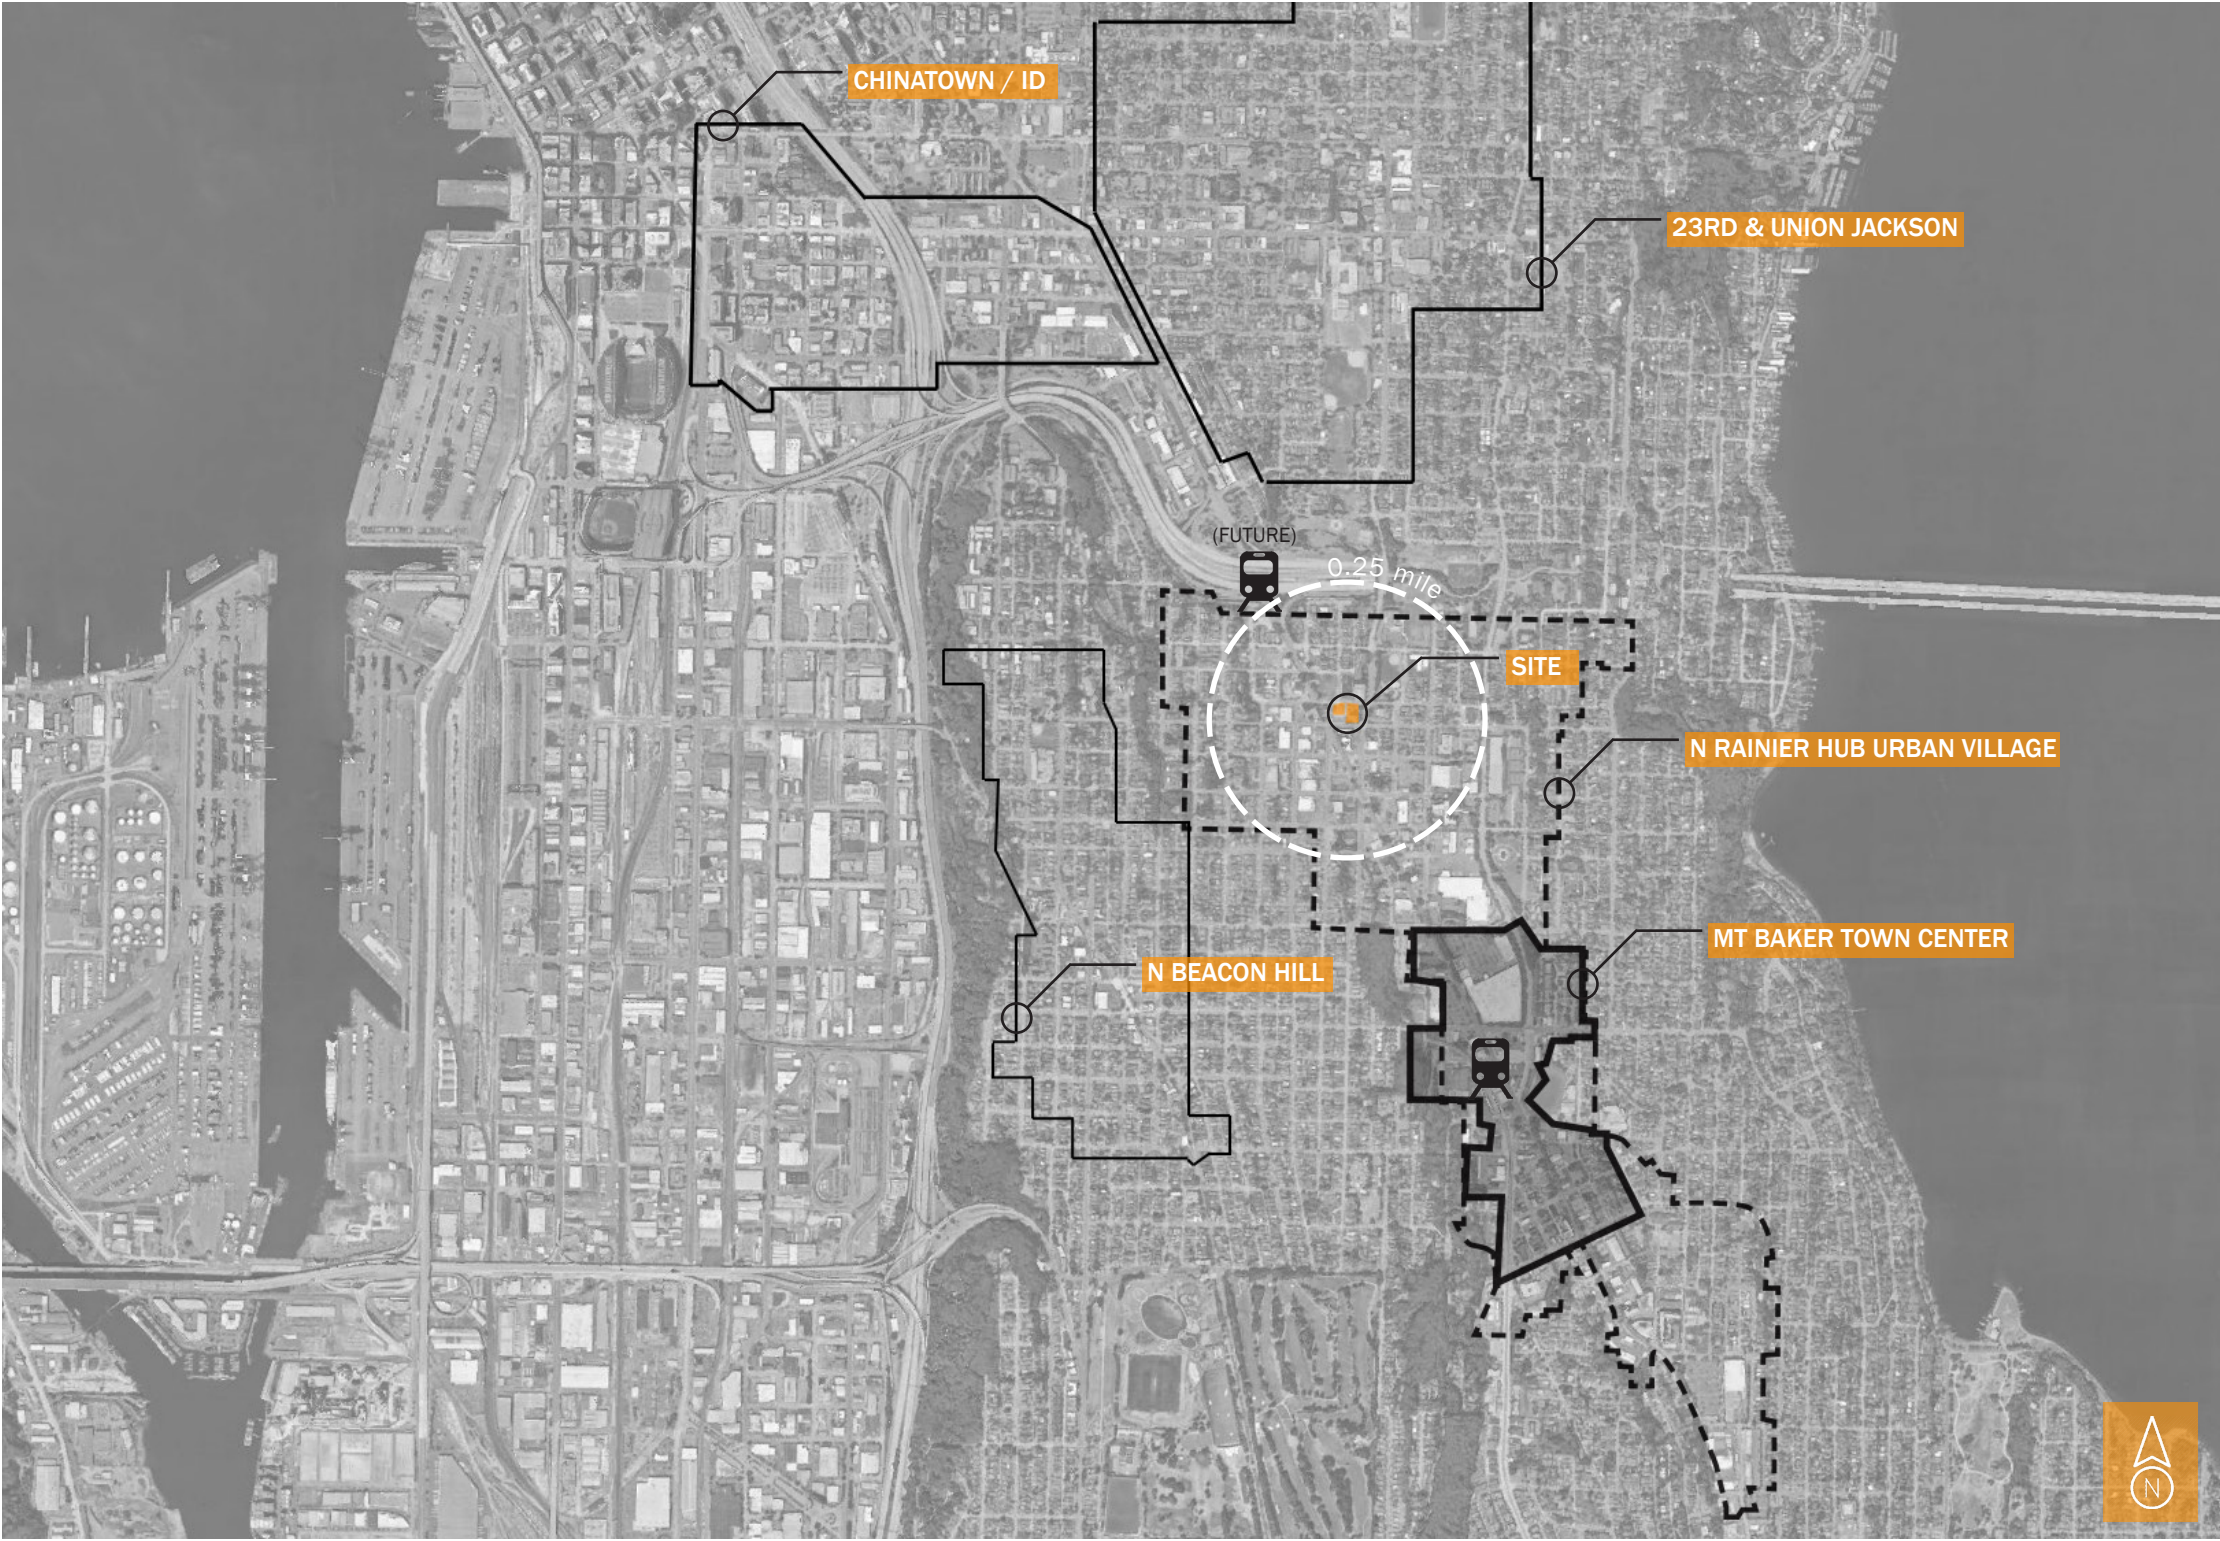 CHINATOWN / ID
23RD & UNION JACKSON
(FUTURE)
0.25 mile
SITE
N RAINIER HUB URBAN VILLAGE
MT BAKER TOWN CENTER
N BEACON HILL
N